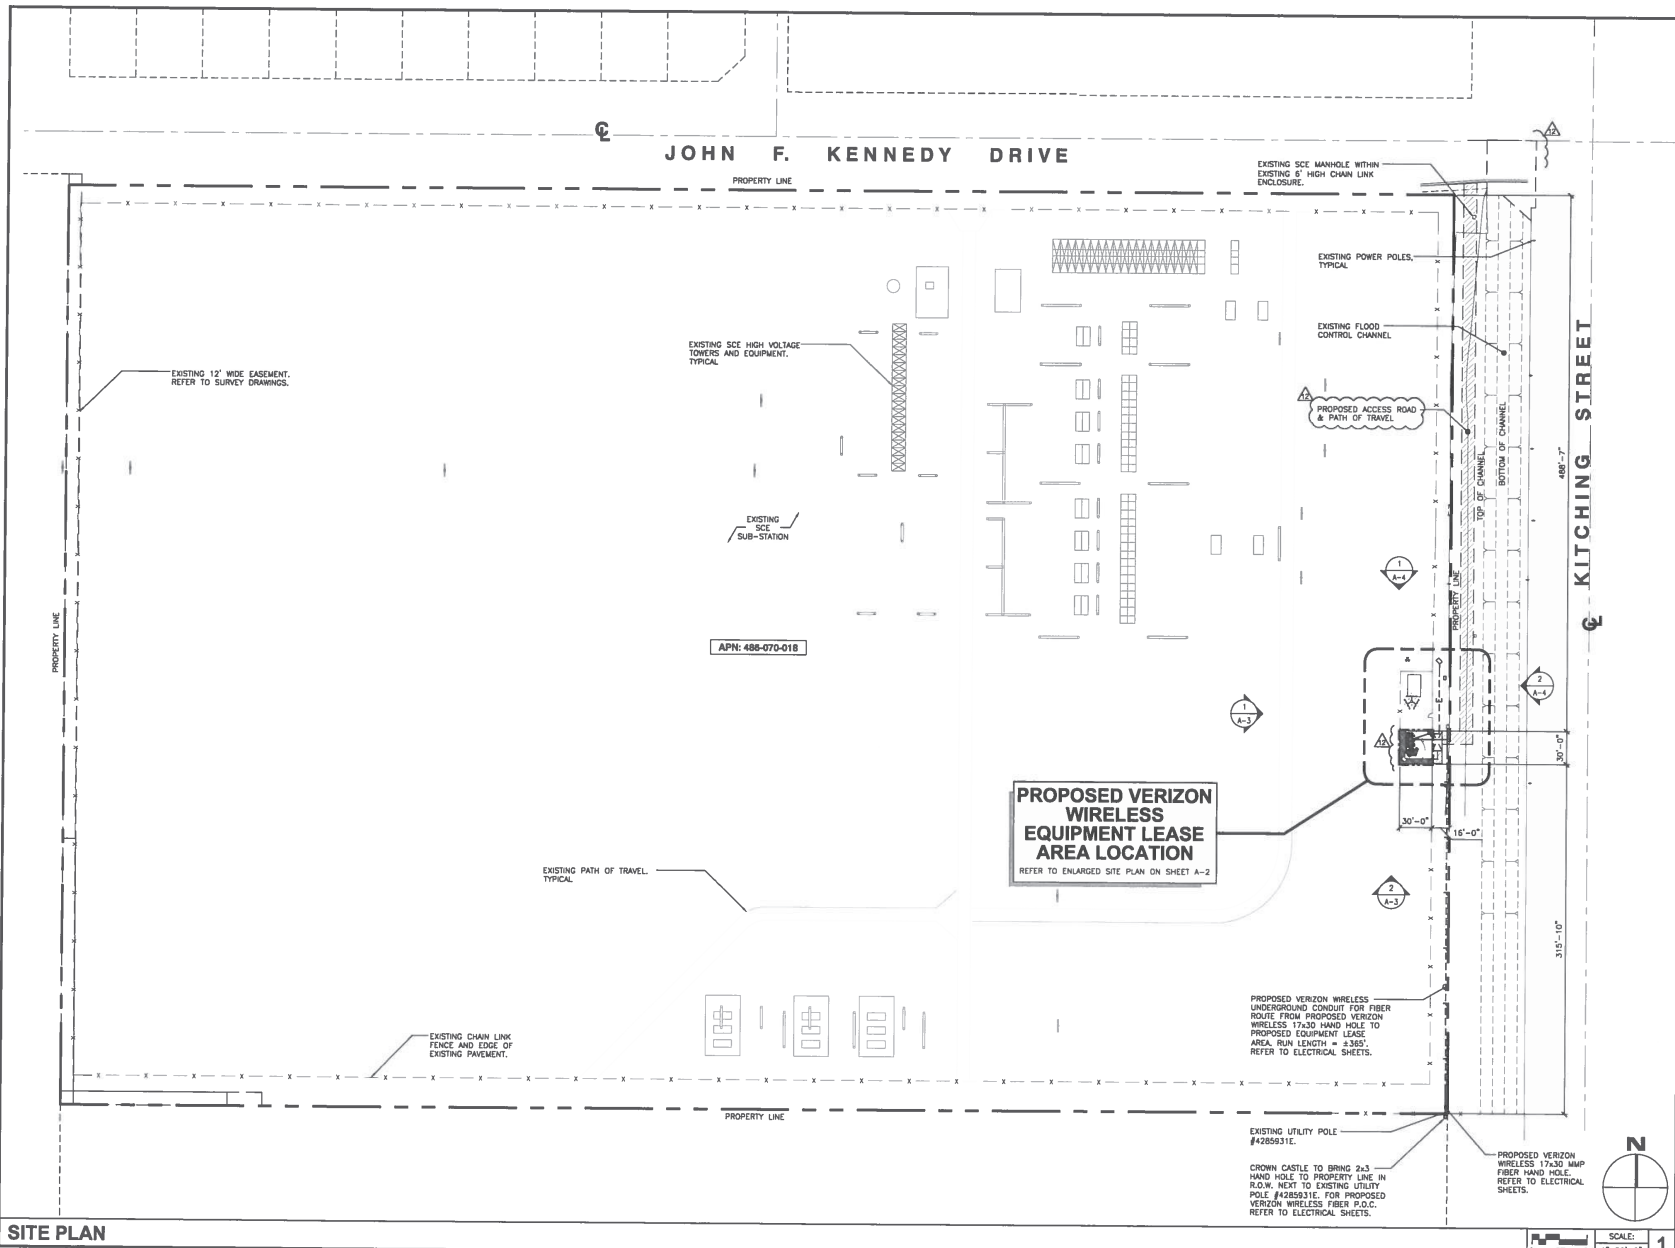 ℄
12
JOHN F. KENNEDY DRIVE
PROPERTY LINE
EXISTING SCE MANHOLE WITHIN
EXISTING 6' HIGH CHAIN LINK
ENCLOSURE.
EXISTING POWER POLES,
TYPICAL
EXISTING FLOOD
CONTROL CHANNEL
EXISTING SCE HIGH VOLTAGE
TOWERS AND EQUIPMENT.
TYPICAL
EXISTING 12' WIDE EASEMENT.
REFER TO SURVEY DRAWINGS.
12
PROPOSED ACCESS ROAD
& PATH OF TRAVEL
KITCHING STREET
℄
BOTTOM OF CHANNEL
TOP OF CHANNEL
488'-7"
EXISTING
SCE
SUB-STATION
1
A-4
PROPERTY LINE
PROPERTY LINE
APN: 486-070-018
2
A-4
1
A-3
12
30'-0"
PROPOSED VERIZON
WIRELESS
EQUIPMENT LEASE
AREA LOCATION
REFER TO ENLARGED SITE PLAN ON SHEET A-2
30'-0"
16'-0"
EXISTING PATH OF TRAVEL.
TYPICAL
2
A-3
315'-10"
PROPOSED VERIZON WIRELESS
UNDERGROUND CONDUIT FOR FIBER
ROUTE FROM PROPOSED VERIZON
WIRELESS 17x30 HAND HOLE TO
PROPOSED EQUIPMENT LEASE
AREA. RUN LENGTH = ±365'.
REFER TO ELECTRICAL SHEETS.
EXISTING CHAIN LINK
FENCE AND EDGE OF
EXISTING PAVEMENT.
PROPERTY LINE
EXISTING UTILITY POLE
#4285931E.
CROWN CASTLE TO BRING 2x3
HAND HOLE TO PROPERTY LINE IN
R.O.W. NEXT TO EXISTING UTILITY
POLE #4285931E. FOR PROPOSED
VERIZON WIRELESS FIBER P.O.C.
REFER TO ELECTRICAL SHEETS.
PROPOSED VERIZON
WIRELESS 17x30 MMP
FIBER HAND HOLE.
REFER TO ELECTRICAL
SHEETS.
N
SITE PLAN
SCALE:
1